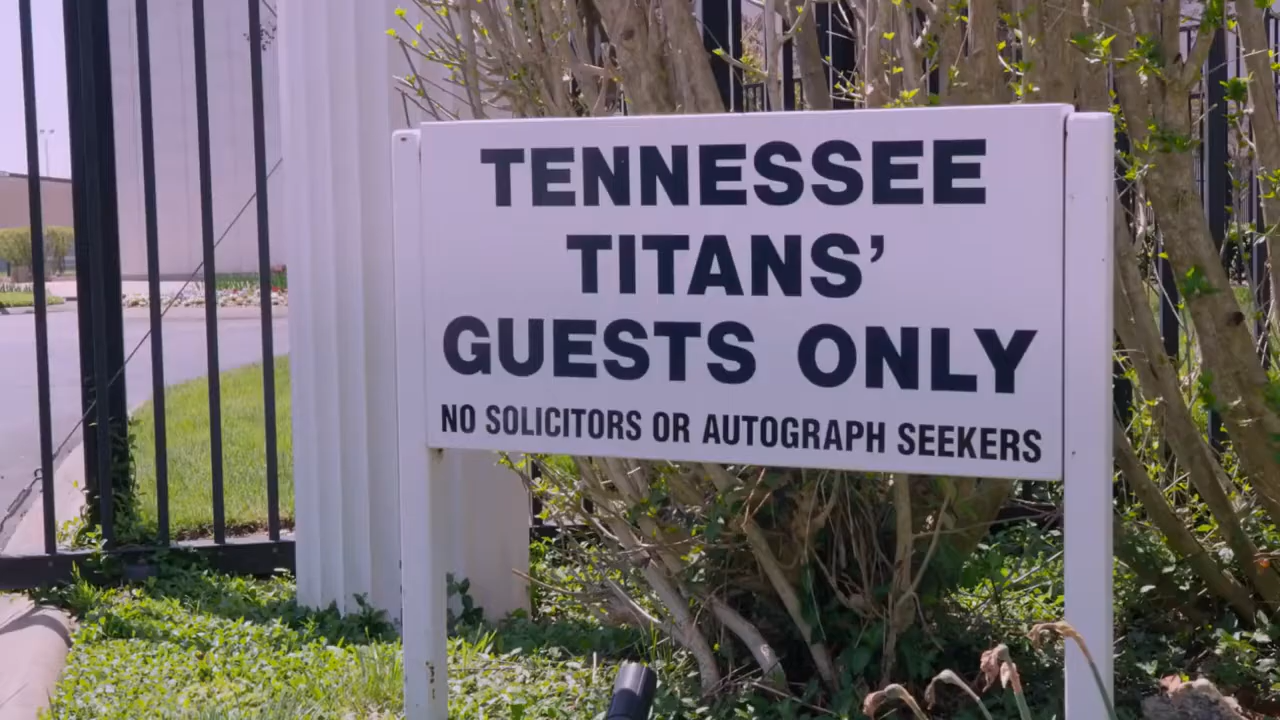 TENNESSEE
TITANS’
GUESTS ONLY
NO SOLICITORS OR AUTOGRAPH SEEKERS